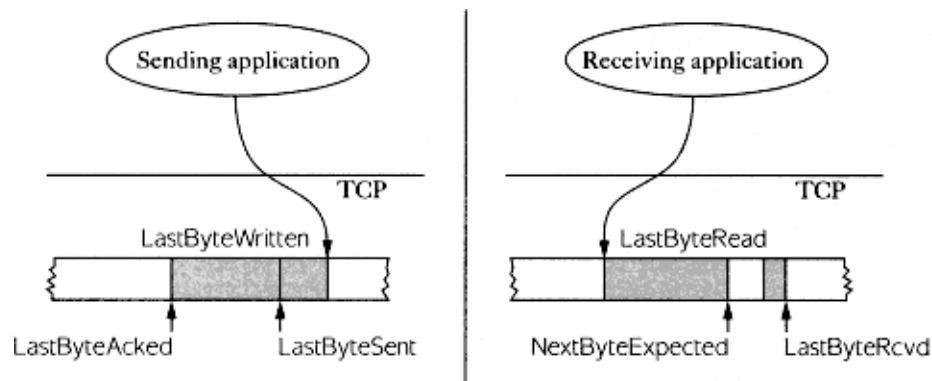 Sending application
TCP
LastByteWritten
LastByteAcked
LastByteSent
Receiving application
TCP
LastByteRead
NextByteExpected
LastByteRcvd